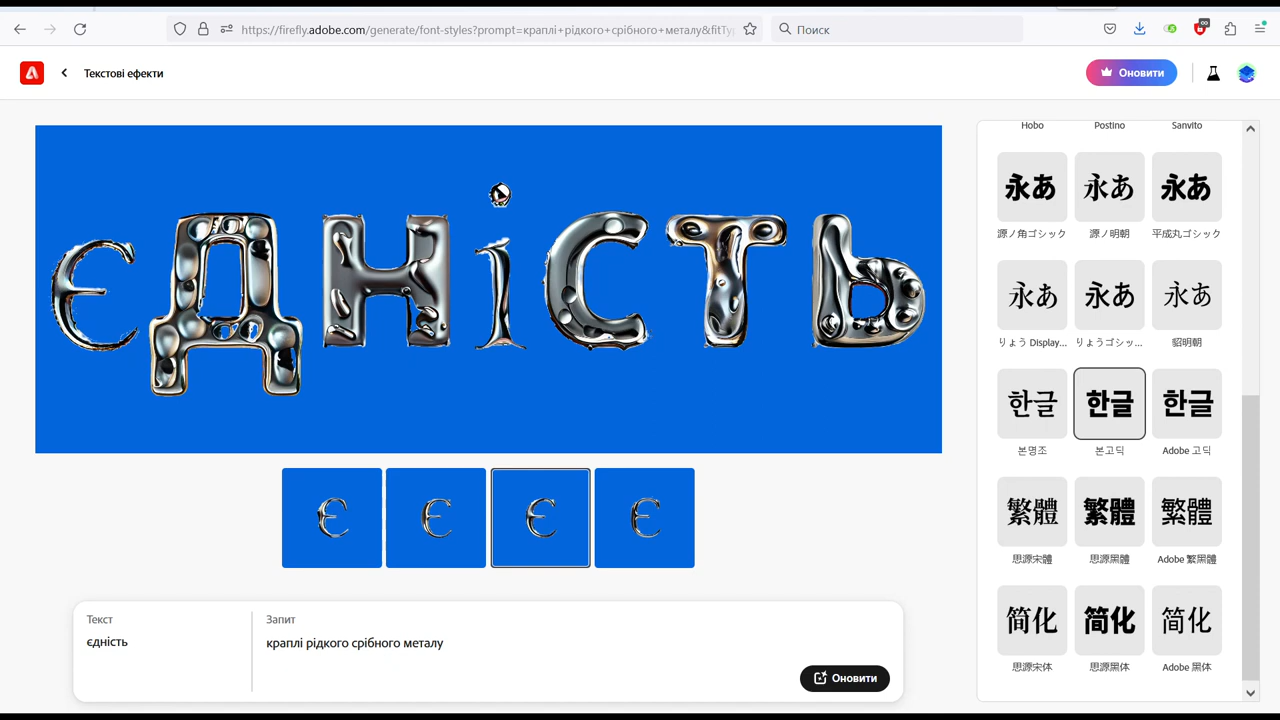 https://firefly.adobe.com/generate/font-styles?prompt=краплі+рідкого+срібного+металу&fitTy
Поиск
Текстові ефекти
Оновити
єДНіСТЬ
є є є є
Текст
єдність
Запит
краплі рідкого срібного металу
Оновити
Hobo Postino Sanvito
永あ 永あ 永あ
源ノ角ゴシック 源ノ明朝 平成丸ゴシック
永あ 永あ 永あ
りょう Display... りょうゴシッ... 貂明朝
한글 한글 한글
본명조 본고딕 Adobe 고딕
繁體 繁體 繁體
思源宋體 思源黑體 Adobe 繁黑體
简化 简化 简化
思源宋体 思源黑体 Adobe 黑体